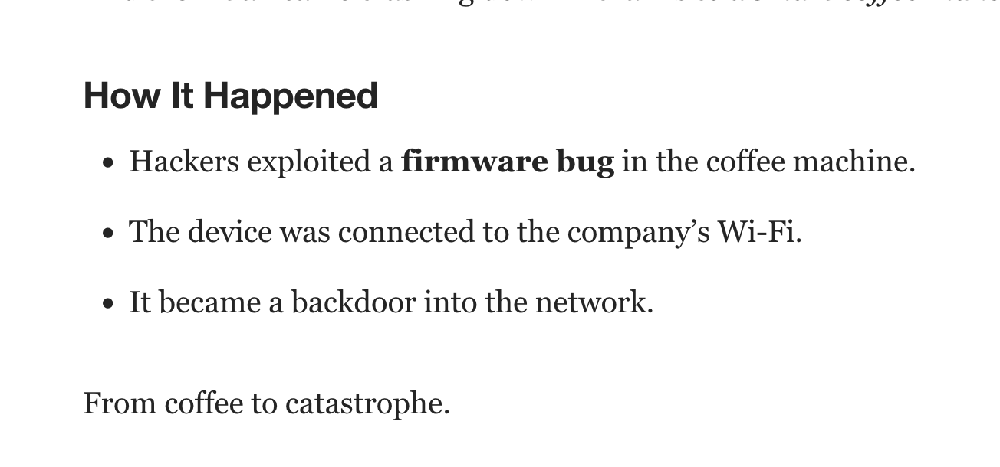 How It Happened
• Hackers exploited a firmware bug in the coffee machine.
• The device was connected to the company’s Wi-Fi.
• It became a backdoor into the network.
From coffee to catastrophe.